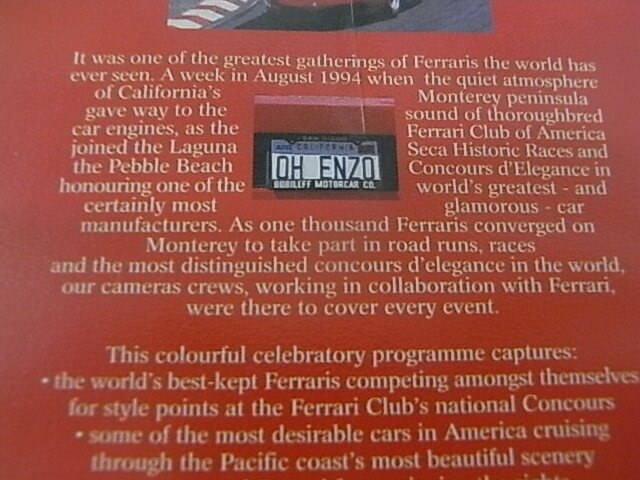 It was one of the greatest gatherings of Ferraris the world has
ever seen. A week in August 1994 when the quiet atmosphere
of California's Monterey peninsula
gave way to the sound of thoroughbred
car engines, as the Ferrari Club of America
joined the Laguna Seca Historic Races and
the Pebble Beach Concours d'Elegance in
honouring one of the world's greatest - and
certainly most glamorous - car
manufacturers. As one thousand Ferraris converged on
Monterey to take part in road runs, races
and the most distinguished concours d'elegance in the world,
our cameras crews, working in collaboration with Ferrari,
were there to cover every event.
CALIFORNIA
OH ENZO
BOBILEFF MOTORCAR CO.
This colourful celebratory programme captures:
• the world's best-kept Ferraris competing amongst themselves
for style points at the Ferrari Club's national Concours
• some of the most desirable cars in America cruising
through the Pacific coast's most beautiful scenery